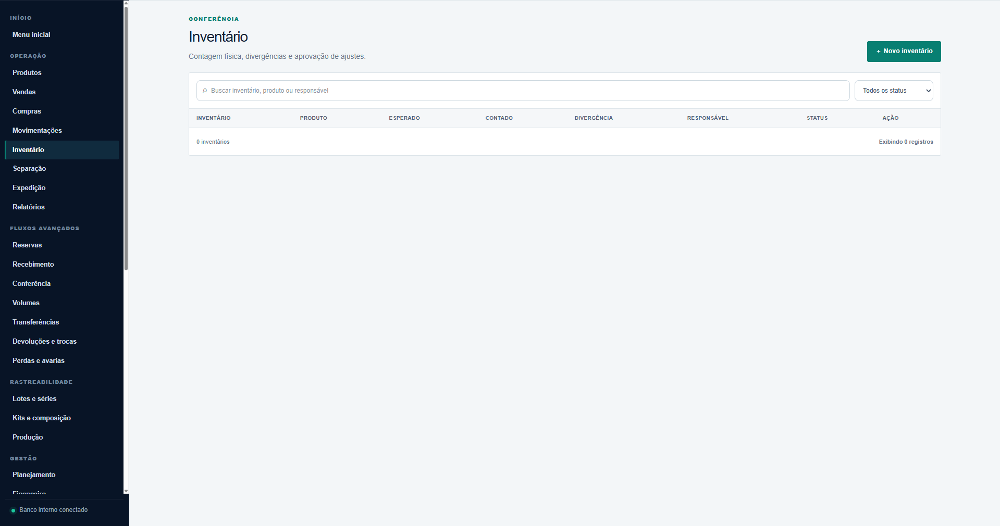 INÍCIO
Menu inicial
OPERAÇÃO
Produtos
Vendas
Compras
Movimentações
Inventário
Separação
Expedição
Relatórios
FLUXOS AVANÇADOS
Reservas
Recebimento
Conferência
Volumes
Transferências
Devoluções e trocas
Perdas e avarias
RASTREABILIDADE
Lotes e séries
Kits e composição
Produção
GESTÃO
Planejamento
Financeiro
Banco interno conectado
CONFERÊNCIA
Inventário
Contagem física, divergências e aprovação de ajustes.
+ Novo inventário
Buscar inventário, produto ou responsável
Todos os status
INVENTÁRIO PRODUTO ESPERADO CONTADO DIVERGÊNCIA RESPONSÁVEL STATUS AÇÃO
0 inventários Exibindo 0 registros